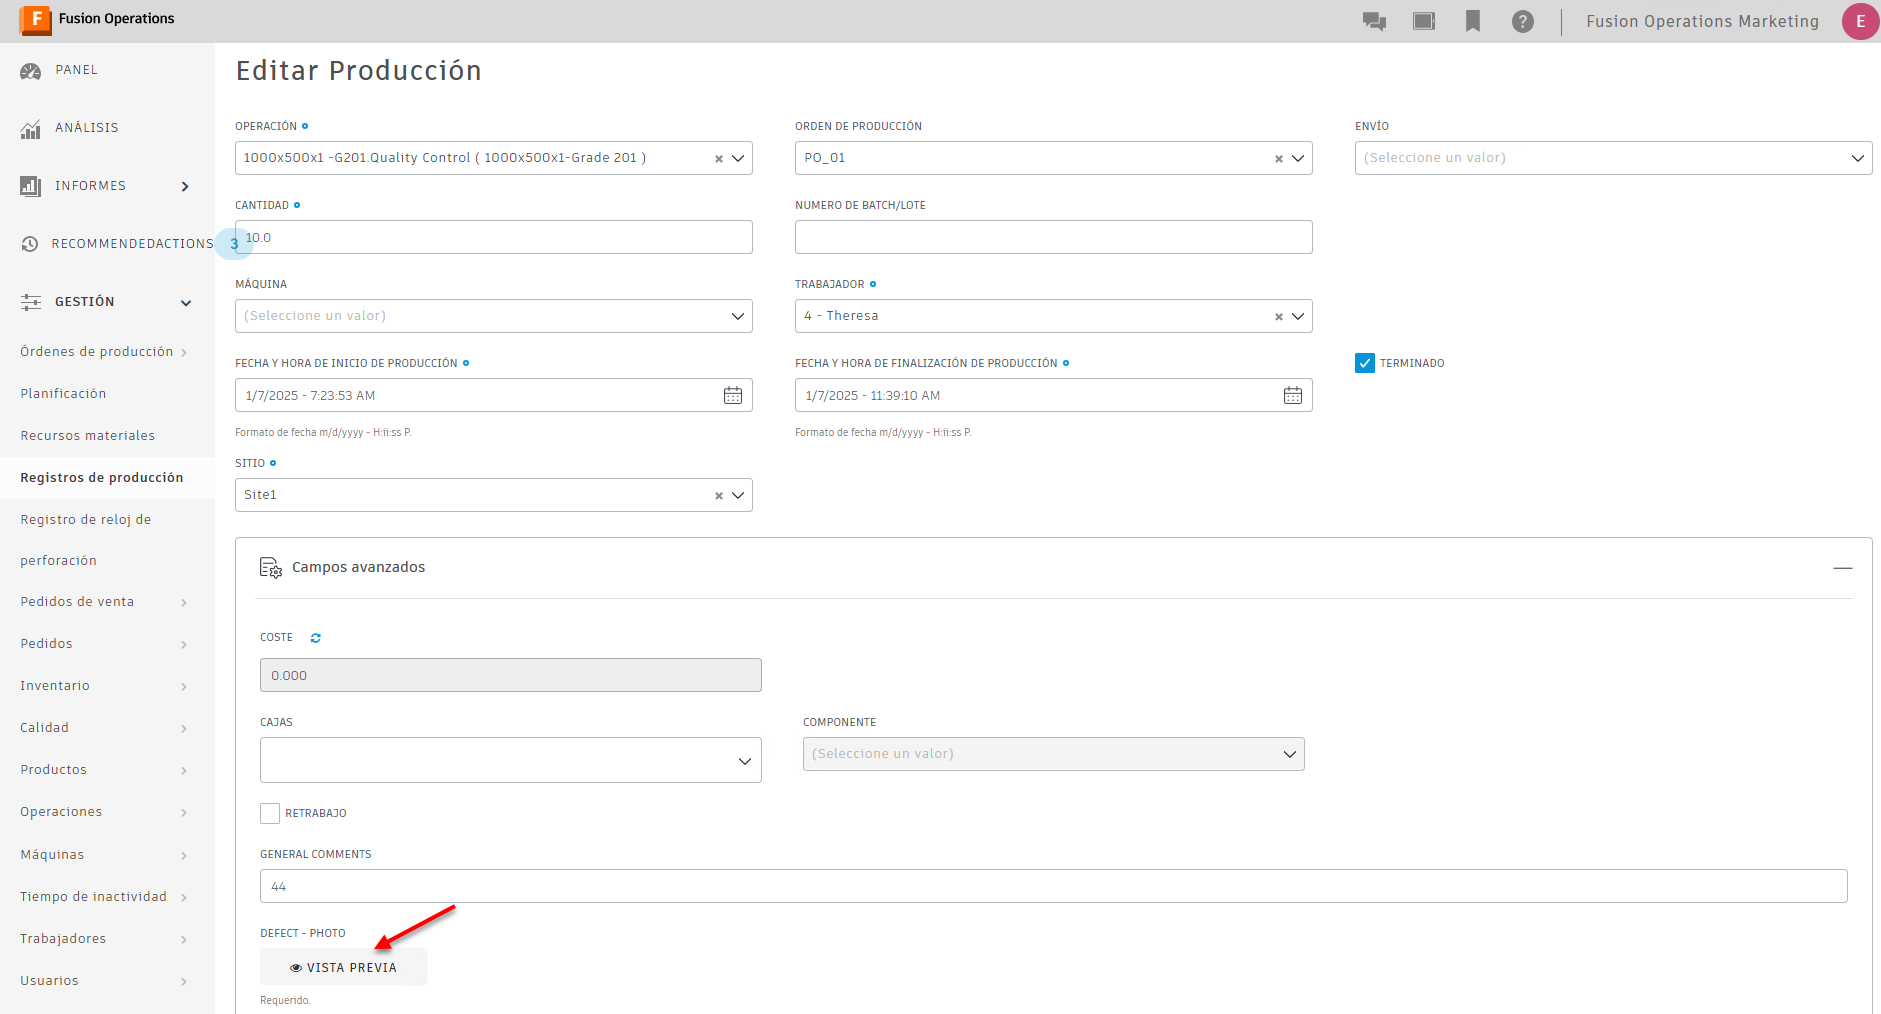 F Fusion Operations
?
Fusion Operations Marketing
E
PANEL
ANÁLISIS
INFORMES
RECOMMENDEDACTIONS 3
GESTIÓN
Órdenes de producción
Planificación
Recursos materiales
Registros de producción
Registro de reloj de
perforación
Pedidos de venta
Pedidos
Inventario
Calidad
Productos
Operaciones
Máquinas
Tiempo de inactividad
Trabajadores
Usuarios
Editar Producción
OPERACIÓN
1000x500x1 -G201.Quality Control ( 1000x500x1-Grade 201 )
ORDEN DE PRODUCCIÓN
PO_01
ENVÍO
(Seleccione un valor)
CANTIDAD
10.0
NUMERO DE BATCH/LOTE
MÁQUINA
(Seleccione un valor)
TRABAJADOR
4 - Theresa
FECHA Y HORA DE INICIO DE PRODUCCIÓN
1/7/2025 - 7:23:53 AM
Formato de fecha m/d/yyyy - H:ii:ss P.
FECHA Y HORA DE FINALIZACIÓN DE PRODUCCIÓN
1/7/2025 - 11:39:10 AM
Formato de fecha m/d/yyyy - H:ii:ss P.
TERMINADO
SITIO
Site1
Campos avanzados
COSTE
0.000
CAJAS
COMPONENTE
(Seleccione un valor)
RETRABAJO
GENERAL COMMENTS
44
DEFECT - PHOTO
VISTA PREVIA
Requerido.